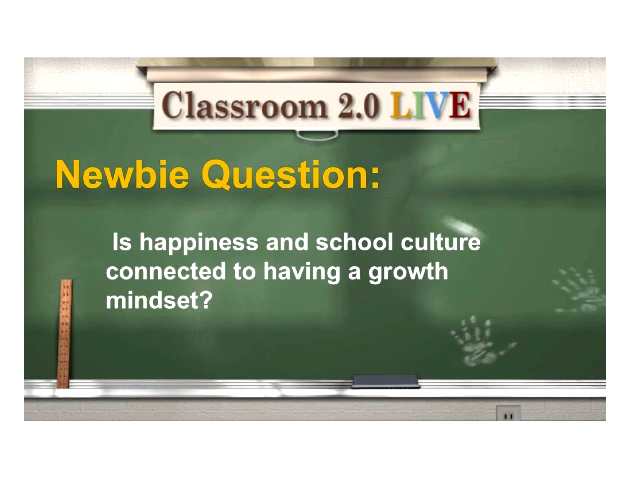 Classroom 2.0 LIVE
Newbie Question:
Is happiness and school culture
connected to having a growth
mindset?